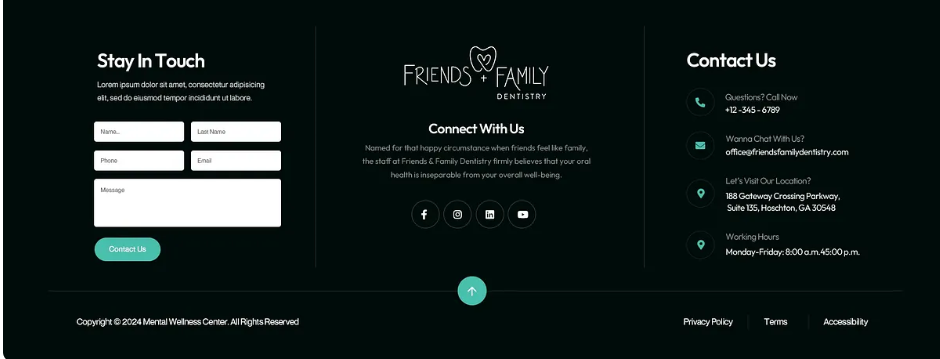 Stay In Touch
Lorem ipsum dolor sit amet, consectetur adipisicing
elit, sed do eiusmod tempor incididunt ut labore.
Name...
Last Name
Phone
Email
Message
Contact Us
FRIENDS + FAMILY
DENTISTRY
Connect With Us
Named for that happy circumstance when friends feel like family,
the staff at Friends & Family Dentistry firmly believes that your oral
health is inseparable from your overall well-being.
Contact Us
Questions? Call Now
+12 -345 - 6789
Wanna Chat With Us?
office@friendsfamilydentistry.com
Let's Visit Our Location?
188 Gateway Crossing Parkway,
Suite 135, Hoschton, GA 30548
Working Hours
Monday-Friday: 8:00 a.m.45:00 p.m.
Copyright © 2024 Mental Wellness Center. All Rights Reserved
Privacy Policy
Terms
Accessibility